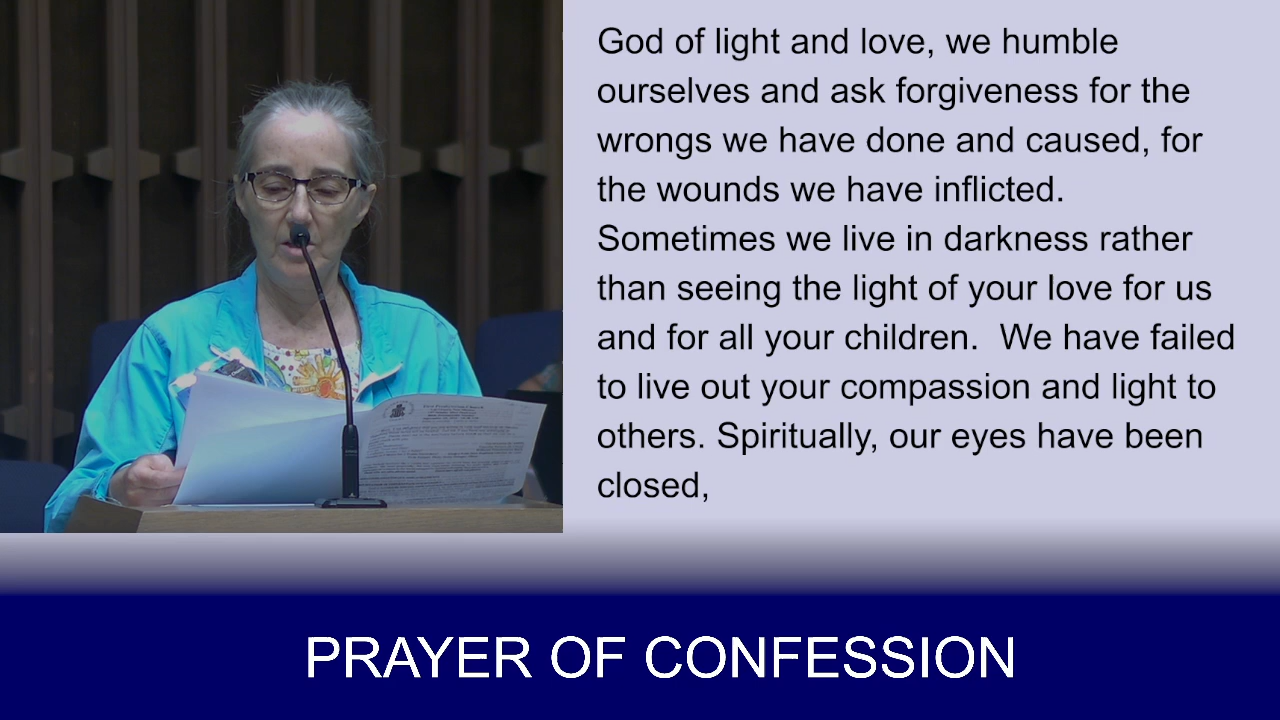 God of light and love, we humble
ourselves and ask forgiveness for the
wrongs we have done and caused, for
the wounds we have inflicted.
Sometimes we live in darkness rather
than seeing the light of your love for us
and for all your children.  We have failed
to live out your compassion and light to
others. Spiritually, our eyes have been
closed,
PRAYER OF CONFESSION